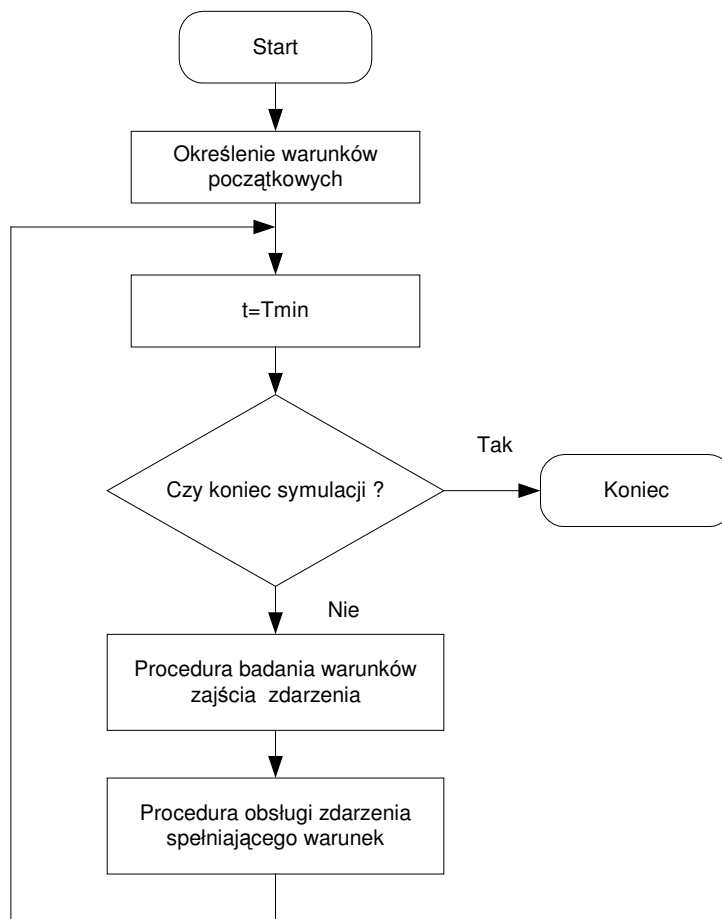 Start
Określenie warunków
początkowych
t=Tmin
Tak
Czy koniec symulacji ?
Koniec
Nie
Procedura badania warunków
zajścia zdarzenia
Procedura obsługi zdarzenia
spełniającego warunek